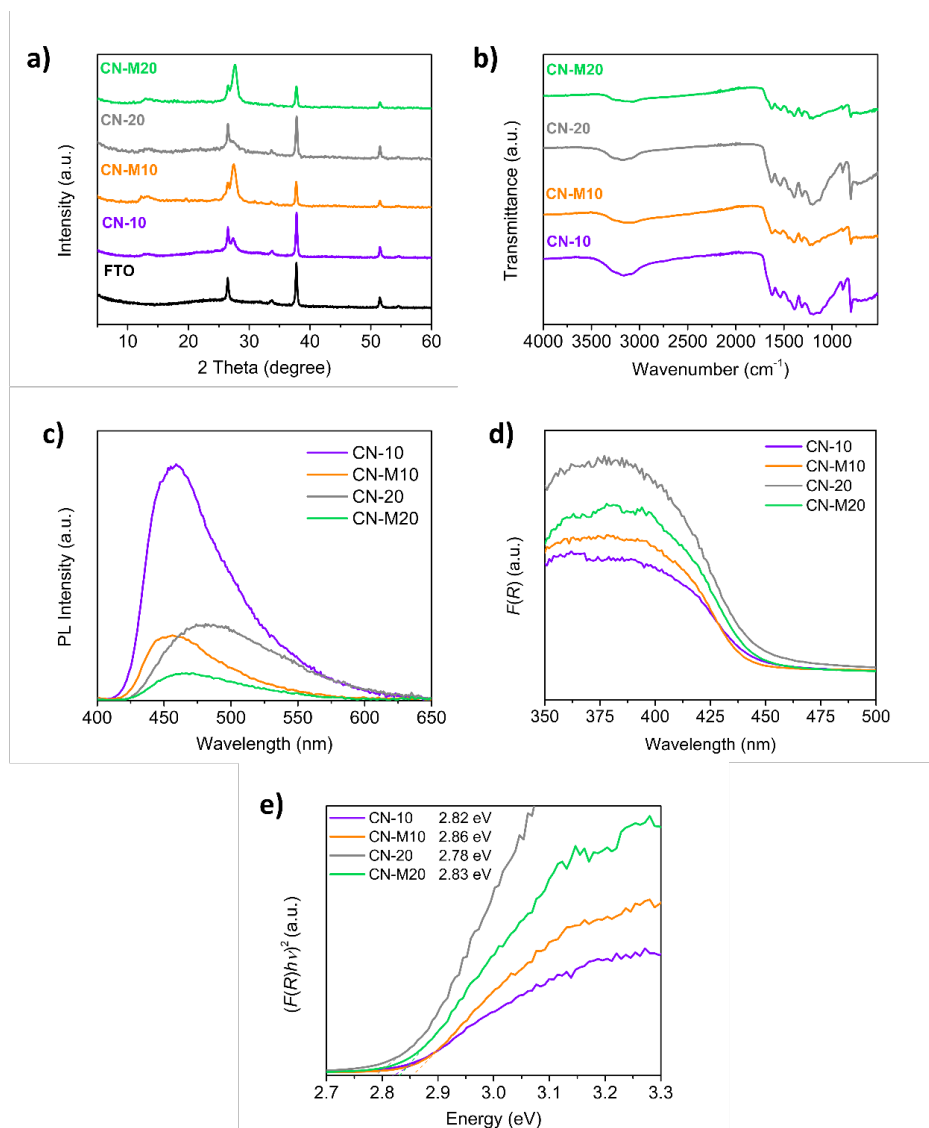 a)
CN-M20
CN-20
CN-M10
CN-10
FTO
Intensity (a.u.)
10 20 30 40 50 60
2 Theta (degree)
b)
CN-M20
CN-20
CN-M10
CN-10
Transmittance (a.u.)
4000 3500 3000 2500 2000 1500 1000
Wavenumber (cm⁻¹)
c)
CN-10
CN-M10
CN-20
CN-M20
PL Intensity (a.u.)
400 450 500 550 600 650
Wavelength (nm)
d)
CN-10
CN-M10
CN-20
CN-M20
F(R) (a.u.)
350 375 400 425 450 475 500
Wavelength (nm)
e)
CN-10 2.82 eV
CN-M10 2.86 eV
CN-20 2.78 eV
CN-M20 2.83 eV
(F(R)hν)² (a.u.)
2.7 2.8 2.9 3.0 3.1 3.2 3.3
Energy (eV)